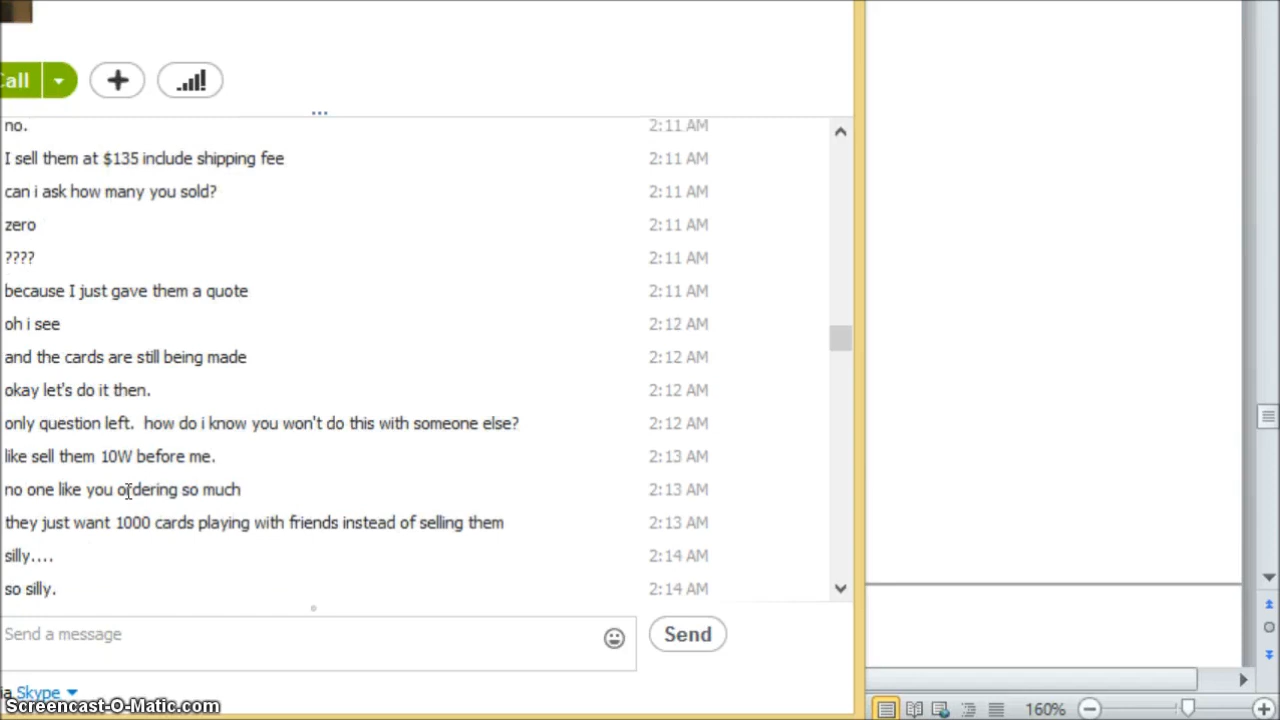 Call
no. 2:11 AM
I sell them at $135 include shipping fee 2:11 AM
can i ask how many you sold? 2:11 AM
zero 2:11 AM
???? 2:11 AM
because I just gave them a quote 2:11 AM
oh i see 2:12 AM
and the cards are still being made 2:12 AM
okay let's do it then. 2:12 AM
only question left.  how do i know you won't do this with someone else? 2:12 AM
like sell them 10W before me. 2:13 AM
no one like you ordering so much 2:13 AM
they just want 1000 cards playing with friends instead of selling them 2:13 AM
silly.... 2:14 AM
so silly. 2:14 AM
Send a message Send
ia Skype
Screencast-O-Matic.com 160%